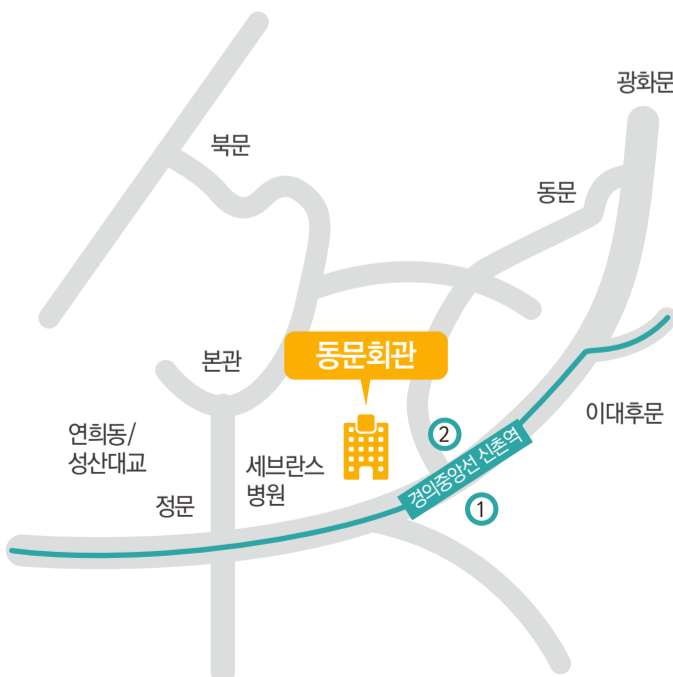 광화문
북문
동문
동문회관
본관
이대후문
연희동/
성산대교
세브란스
병원
정문
②
경의중앙선 신촌역
①